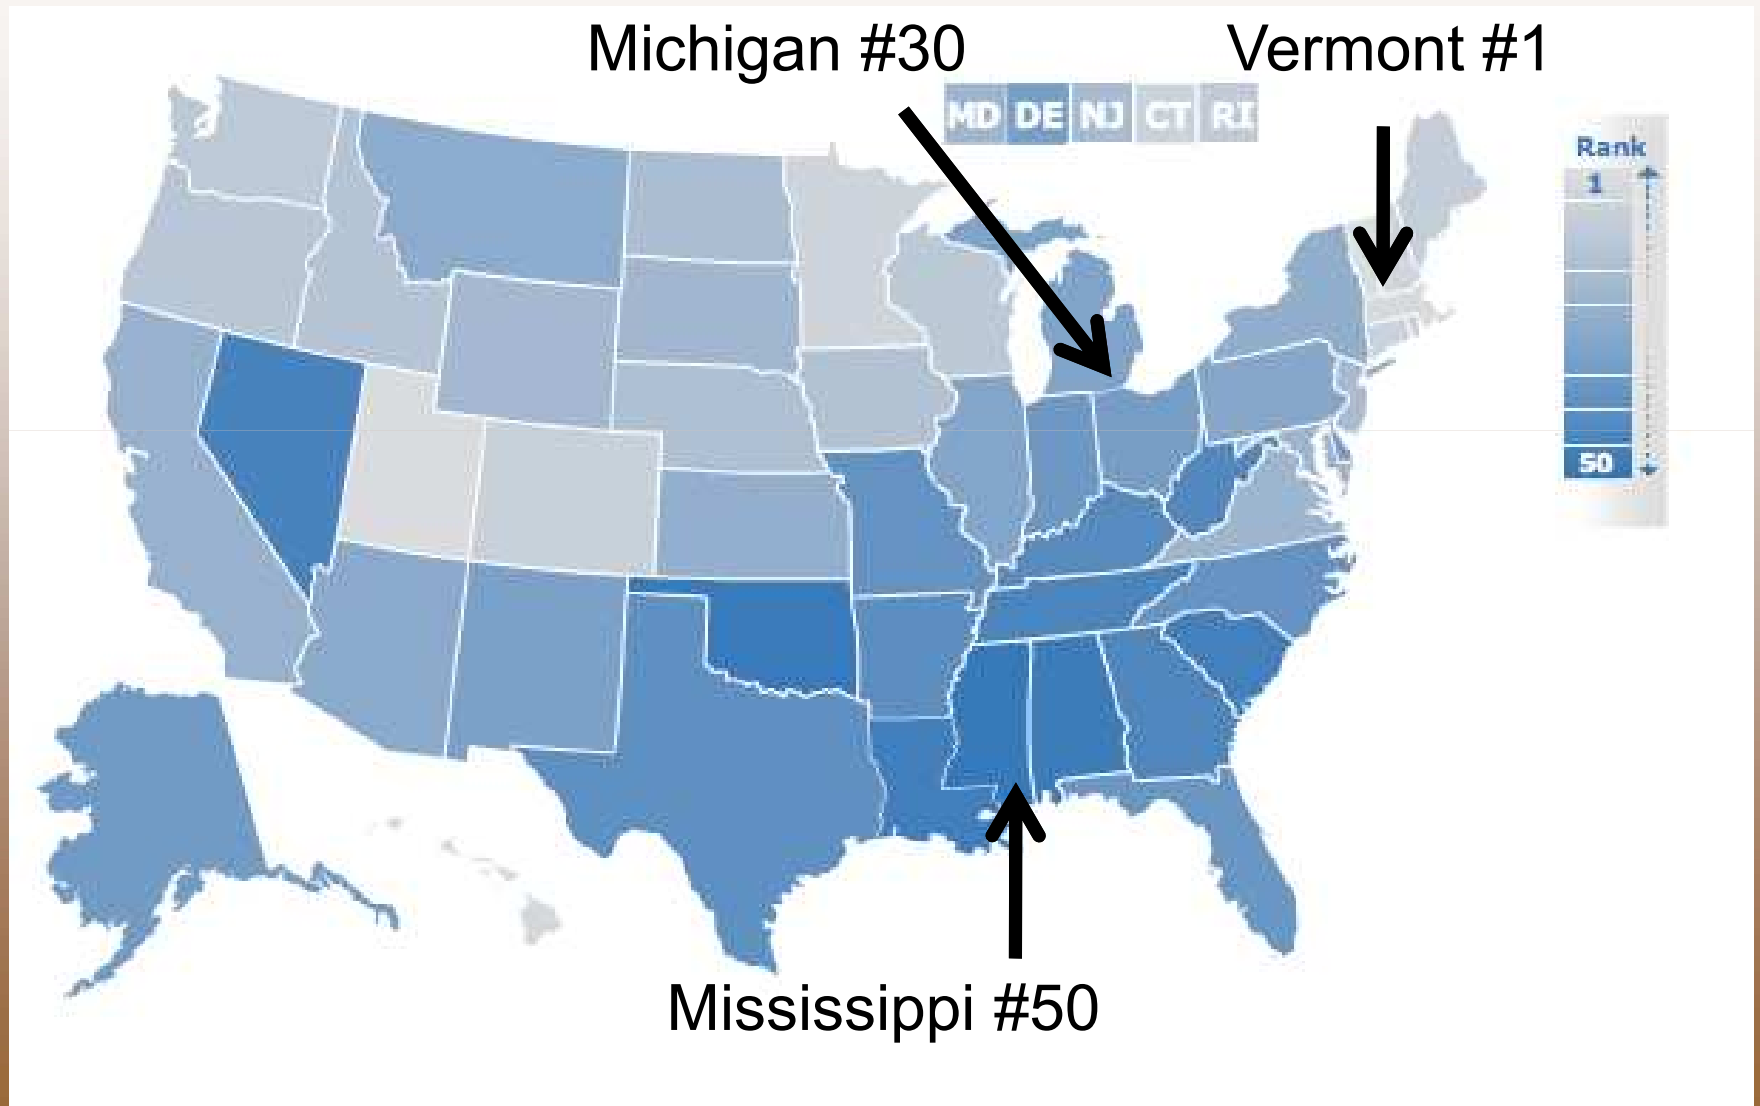 Michigan #30
Vermont #1
MD DE NJ CT RI
Rank
1
50
Mississippi #50